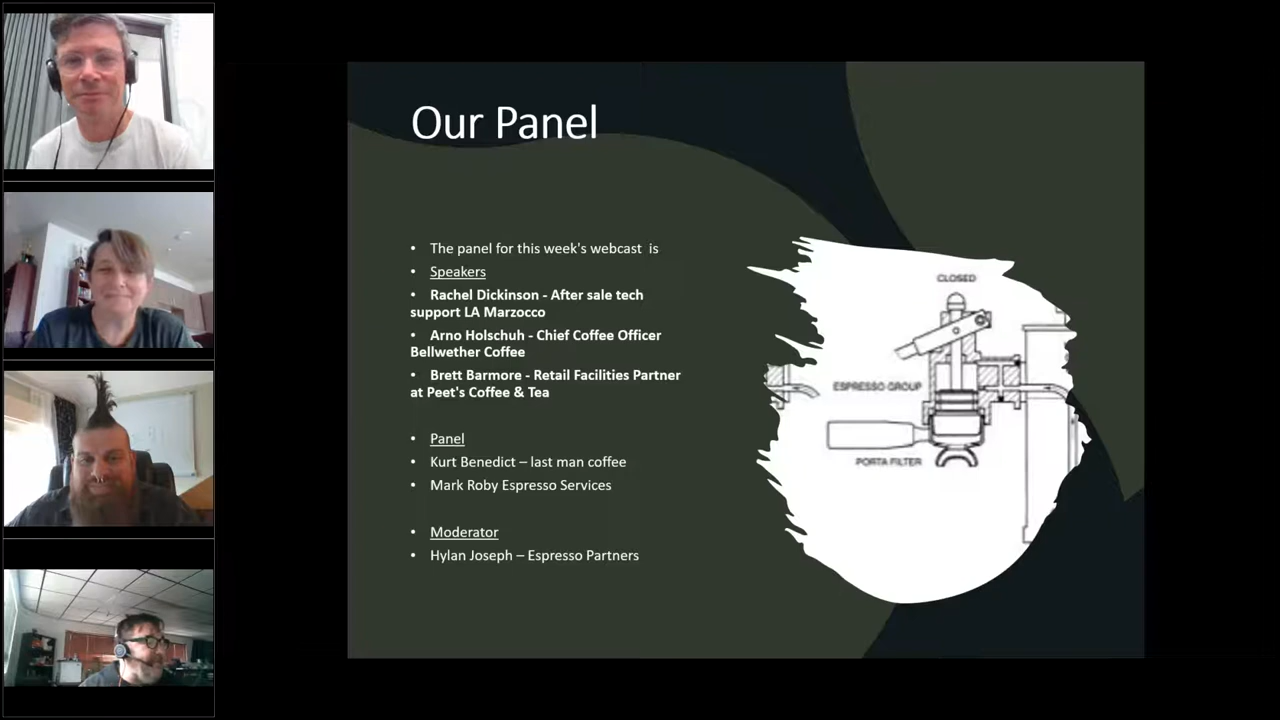 Our Panel
• The panel for this week's webcast is
• Speakers
• Rachel Dickinson - After sale tech
support LA Marzocco
• Arno Holschuh - Chief Coffee Officer
Bellwether Coffee
• Brett Barmore - Retail Facilities Partner
at Peet's Coffee & Tea
• Panel
• Kurt Benedict – last man coffee
• Mark Roby Espresso Services
• Moderator
• Hylan Joseph – Espresso Partners
CLOSED
ESPRESSO GROUP
PORTA FILTER